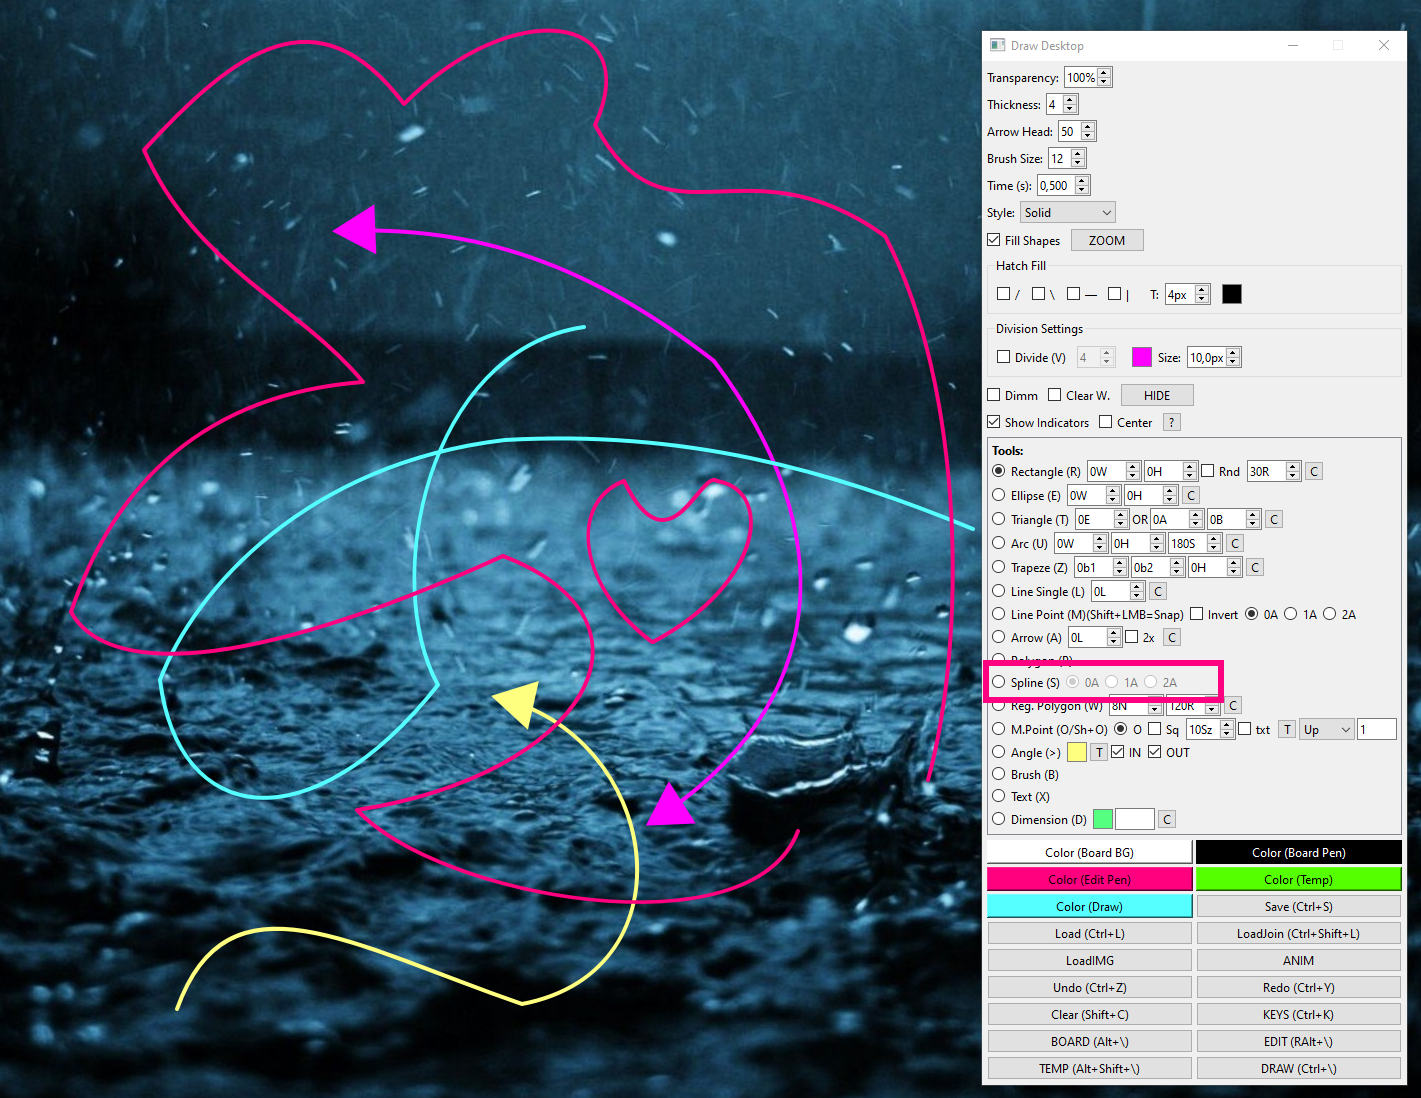 Draw Desktop
Transparency: 100%
Thickness: 4
Arrow Head: 50
Brush Size: 12
Time (s): 0,500
Style: Solid
Fill Shapes ZOOM
Hatch Fill
/ \ — | T: 4px
Division Settings
Divide (V) 4 Size: 10,0px
Dimm Clear W. HIDE
Show Indicators Center ?
Tools:
Rectangle (R) 0W 0H Rnd 30R C
Ellipse (E) 0W 0H C
Triangle (T) 0E OR 0A 0B C
Arc (U) 0W 0H 180S C
Trapeze (Z) 0b1 0b2 0H C
Line Single (L) 0L C
Line Point (M)(Shift+LMB=Snap) Invert 0A 1A 2A
Arrow (A) 0L 2x C
Polygon (P)
Spline (S) 0A 1A 2A
Reg. Polygon (W) 8N 120R C
M.Point (O/Sh+O) O Sq 10Sz txt T Up 1
Angle (>) T IN OUT
Brush (B)
Text (X)
Dimension (D) C
Color (Board BG) Color (Board Pen)
Color (Edit Pen) Color (Temp)
Color (Draw) Save (Ctrl+S)
Load (Ctrl+L) LoadJoin (Ctrl+Shift+L)
LoadIMG ANIM
Undo (Ctrl+Z) Redo (Ctrl+Y)
Clear (Shift+C) KEYS (Ctrl+K)
BOARD (Alt+\) EDIT (RAlt+\)
TEMP (Alt+Shift+\) DRAW (Ctrl+\)